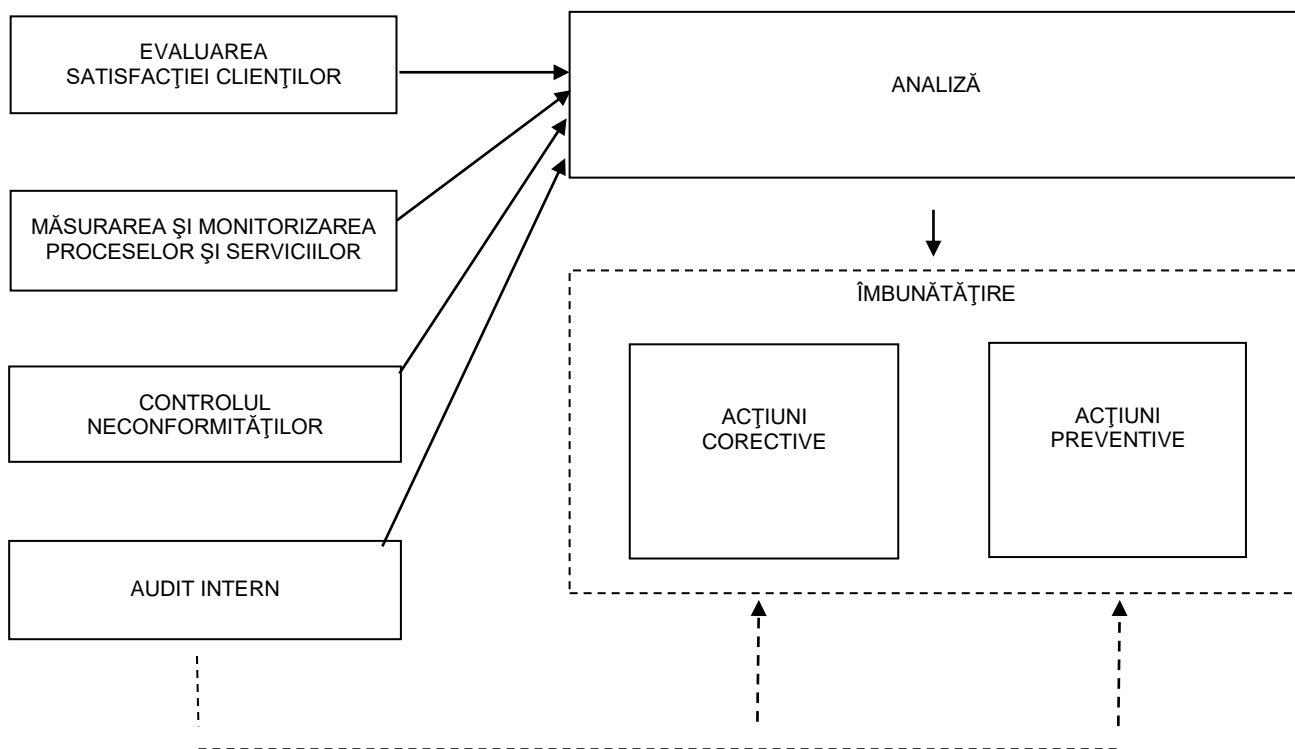 EVALUAREA
SATISFACŢIEI CLIENŢILOR
ANALIZĂ
MĂSURAREA ŞI MONITORIZAREA
PROCESELOR ŞI SERVICIILOR
ÎMBUNĂTĂŢIRE
CONTROLUL
NECONFORMITĂŢILOR
ACŢIUNI
CORECTIVE
ACŢIUNI
PREVENTIVE
AUDIT INTERN